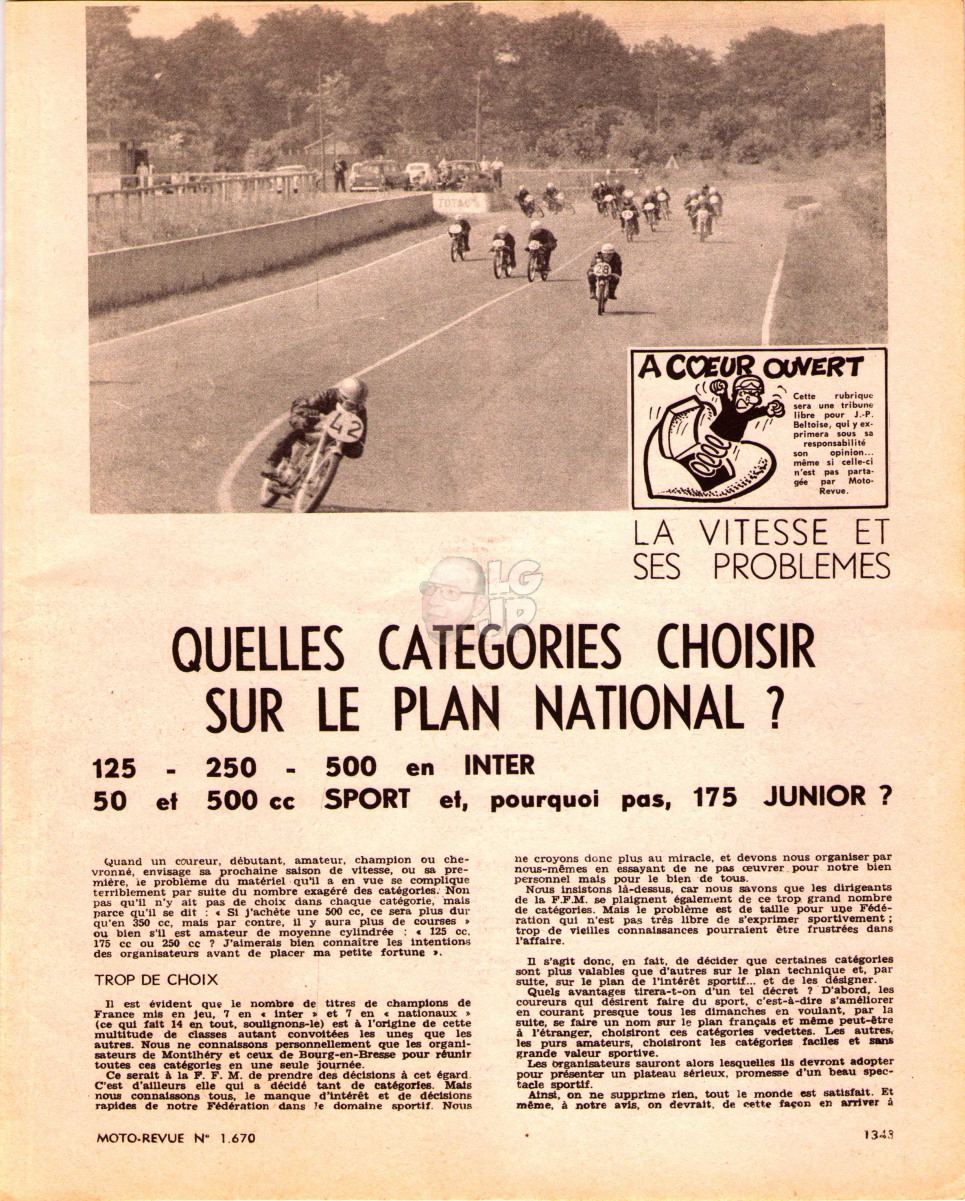 TOTAL
28
42
A COEUR OUVERT
Cette rubrique
sera une tribune
libre pour J.-P.
Beltoise, qui y ex-
primera sous sa
responsabilité
son opinion...
même si celle-ci
n'est pas parta-
gée par Moto-
Revue.
LA VITESSE ET
SES PROBLEMES
LG
JP
QUELLES CATEGORIES CHOISIR
SUR LE PLAN NATIONAL ?
125 - 250 - 500 en INTER
50 et 500 cc SPORT et, pourquoi pas, 175 JUNIOR ?
Quand un coureur, débutant, amateur, champion ou che-
vronné, envisage sa prochaine saison de vitesse, ou sa pre-
mière, le problème du matériel qu'il a en vue se complique
terriblement par suite du nombre exagéré des catégories. Non
pas qu'il n'y ait pas de choix dans chaque catégorie, mais
parce qu'il se dit : « Si j'achète une 500 cc, ce sera plus dur
qu'en 350 cc, mais par contre, il y aura plus de courses »
ou bien s'il est amateur de moyenne cylindrée : « 125 cc,
175 cc ou 250 cc ? J'aimerais bien connaître les intentions
des organisateurs avant de placer ma petite fortune ».
TROP DE CHOIX
Il est évident que le nombre de titres de champions de
France mis en jeu, 7 en « inter » et 7 en « nationaux »
(ce qui fait 14 en tout, soulignons-le) est à l'origine de cette
multitude de classes autant convoitées les unes que les
autres. Nous ne connaissons personnellement que les organi-
sateurs de Montlhéry et ceux de Bourg-en-Bresse pour réunir
toutes ces catégories en une seule journée.
Ce serait à la F. F. M. de prendre des décisions à cet égard.
C'est d'ailleurs elle qui a décidé tant de catégories. Mais
nous connaissons tous, le manque d'intérêt et de décisions
rapides de notre Fédération dans le domaine sportif. Nous
ne croyons donc plus au miracle, et devons nous organiser par
nous-mêmes en essayant de ne pas œuvrer pour notre bien
personnel mais pour le bien de tous.
Nous insistons là-dessus, car nous savons que les dirigeants
de la F.F.M. se plaignent également de ce trop grand nombre
de catégories. Mais le problème est de taille pour une Fédé-
ration qui n'est pas très libre de s'exprimer sportivement ;
trop de vieilles connaissances pourraient être frustrées dans
l'affaire.
Il s'agit donc, en fait, de décider que certaines catégories
sont plus valables que d'autres sur le plan technique et, par
suite, sur le plan de l'intérêt sportif... et de les désigner.
Quels avantages tirera-t-on d'un tel décret ? D'abord, les
coureurs qui désirent faire du sport, c'est-à-dire s'améliorer
en courant presque tous les dimanches en voulant, par la
suite, se faire un nom sur le plan français et même peut-être
à l'étranger, choisiront ces catégories vedettes. Les autres,
les purs amateurs, choisiront les catégories faciles et sans
grande valeur sportive.
Les organisateurs sauront alors lesquelles ils devront adopter
pour présenter un plateau sérieux, promesse d'un beau spec-
tacle sportif.
Ainsi, on ne supprime rien, tout le monde est satisfait. Et
même, à notre avis, on devrait, de cette façon en arriver à
MOTO-REVUE N° 1.670
1343